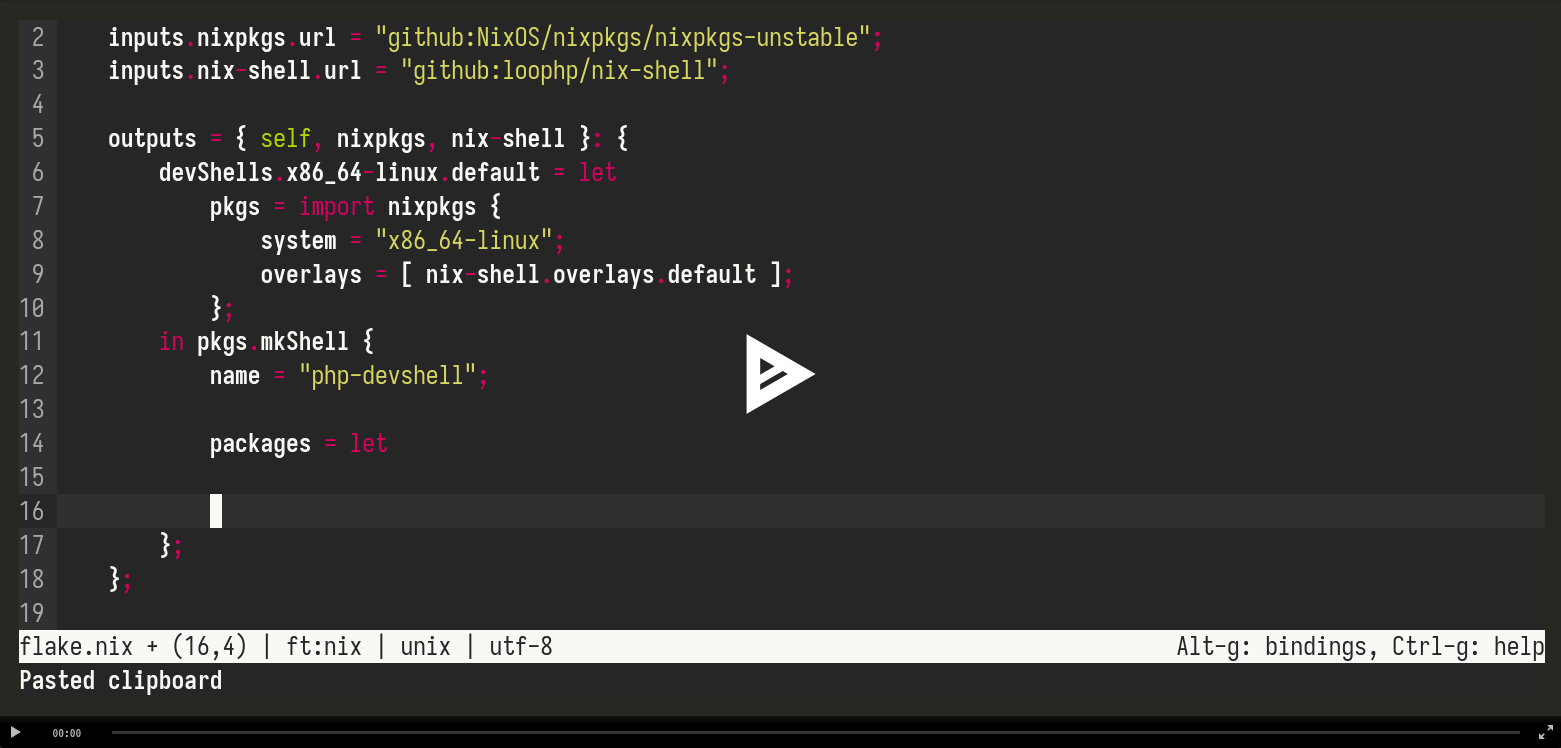 2 inputs.nixpkgs.url = "github:NixOS/nixpkgs/nixpkgs-unstable";
3 inputs.nix-shell.url = "github:loophp/nix-shell";
4
5 outputs = { self, nixpkgs, nix-shell }: {
6 devShells.x86_64-linux.default = let
7 pkgs = import nixpkgs {
8 system = "x86_64-linux";
9 overlays = [ nix-shell.overlays.default ];
10 };
11 in pkgs.mkShell {
12 name = "php-devshell";
13
14 packages = let
15
16
17 };
18 };
19
flake.nix + (16,4) | ft:nix | unix | utf-8 Alt-g: bindings, Ctrl-g: help
Pasted clipboard
00:00